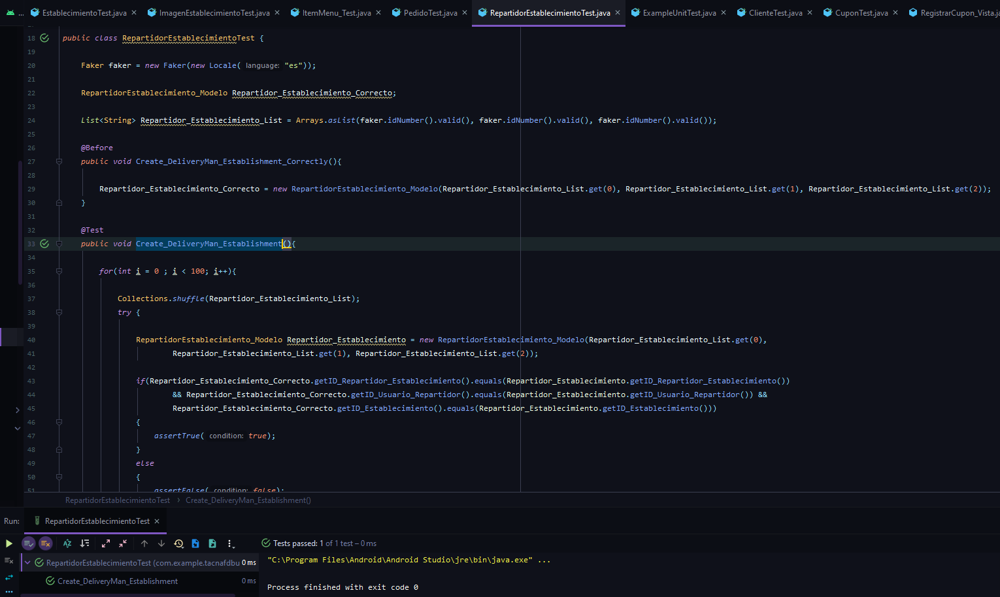 ... EstablecimientoTest.java × ImagenEstablecimientoTest.java × ItemMenu_Test.java × PedidoTest.java × RepartidorEstablecimientoTest.java × ExampleUnitTest.java × ClienteTest.java × CuponTest.java × RegistrarCupon_Vista.ja
18 public class RepartidorEstablecimientoTest {
19
20 Faker faker = new Faker(new Locale( language: "es"));
21
22 RepartidorEstablecimiento_Modelo Repartidor_Establecimiento_Correcto;
23
24 List<String> Repartidor_Establecimiento_List = Arrays.asList(faker.idNumber().valid(), faker.idNumber().valid(), faker.idNumber().valid());
25
26 @Before
27 public void Create_DeliveryMan_Establishment_Correctly(){
28
29 Repartidor_Establecimiento_Correcto = new RepartidorEstablecimiento_Modelo(Repartidor_Establecimiento_List.get(0), Repartidor_Establecimiento_List.get(1), Repartidor_Establecimiento_List.get(2));
30 }
31
32 @Test
33 public void Create_DeliveryMan_Establishment(){
34
35 for(int i = 0 ; i < 100; i++){
36
37 Collections.shuffle(Repartidor_Establecimiento_List);
38 try {
39
40 RepartidorEstablecimiento_Modelo Repartidor_Establecimiento = new RepartidorEstablecimiento_Modelo(Repartidor_Establecimiento_List.get(0),
41 Repartidor_Establecimiento_List.get(1), Repartidor_Establecimiento_List.get(2));
42
43 if(Repartidor_Establecimiento_Correcto.getID_Repartidor_Establecimiento().equals(Repartidor_Establecimiento.getID_Repartidor_Establecimiento())
44 && Repartidor_Establecimiento_Correcto.getID_Usuario_Repartidor().equals(Repartidor_Establecimiento.getID_Usuario_Repartidor()) &&
45 Repartidor_Establecimiento_Correcto.getID_Establecimiento().equals(Repartidor_Establecimiento.getID_Establecimiento()))
46 {
47 assertTrue( condition: true);
48 }
49 else
50 {
51 assertFalse( condition: false);
RepartidorEstablecimientoTest › Create_DeliveryMan_Establishment()
Run: RepartidorEstablecimientoTest ×
Tests passed: 1 of 1 test – 0 ms
RepartidorEstablecimientoTest (com.example.tacnafdbu 0 ms
"C:\Program Files\Android\Android Studio\jre\bin\java.exe" ...
Create_DeliveryMan_Establishment 0 ms
Process finished with exit code 0